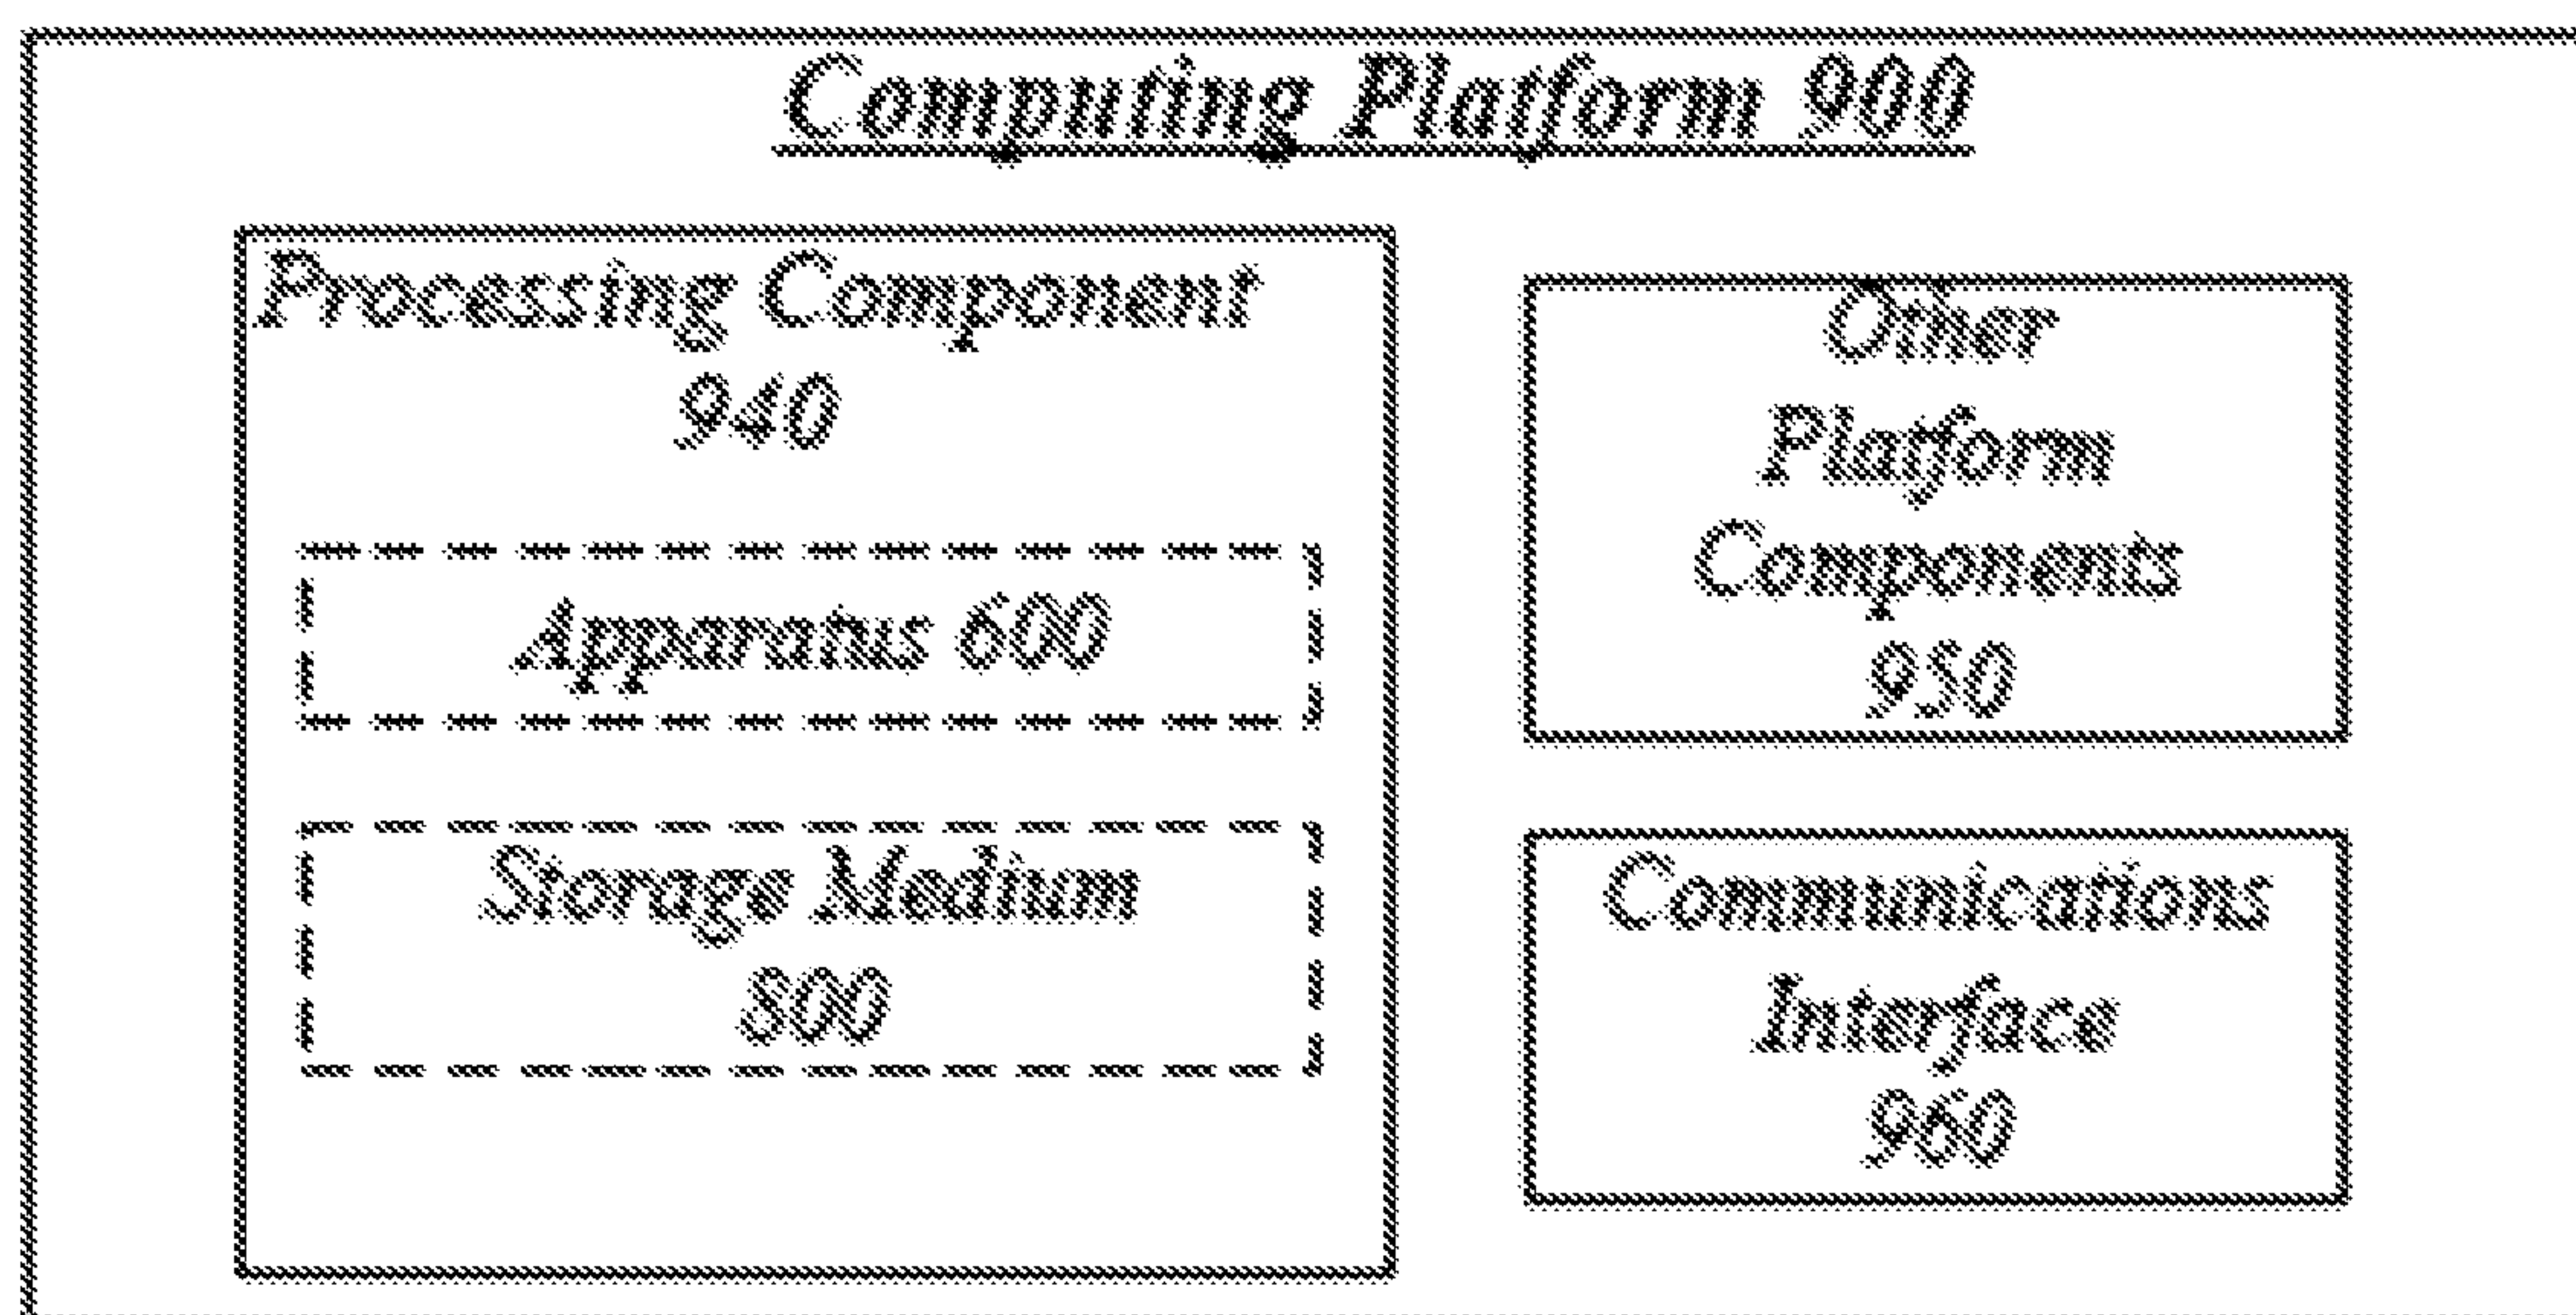 Computing Platform 900
Processing Component
940
Apparatus 600
Storage Medium
800
Other
Platform
Components
950
Communications
Interface
960